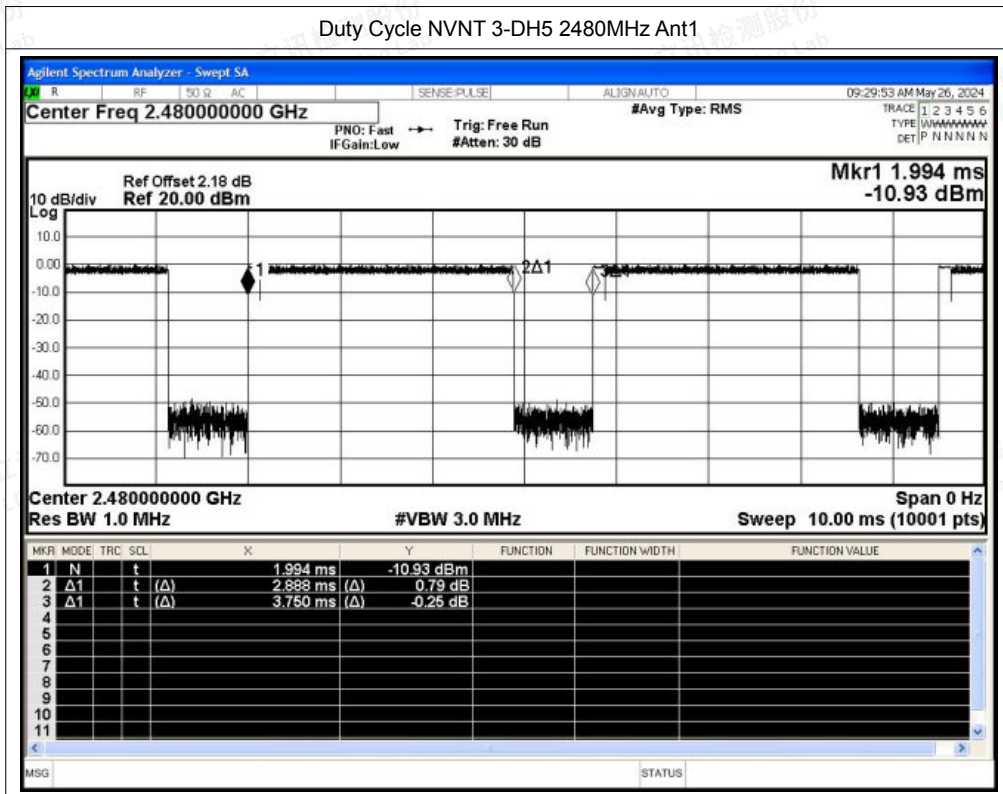 Duty Cycle NVNT 3-DH5 2480MHz Ant1
Agilent Spectrum Analyzer - Swept SA
LXI R RF 50 Ω AC SENSE:PULSE ALIGN AUTO 09:29:53 AM May 26, 2024
Center Freq 2.480000000 GHz #Avg Type: RMS TRACE 1 2 3 4 5 6
PNO: Fast Trig: Free Run TYPE
IFGain:Low #Atten: 30 dB DET P N N N N N
Mkr1 1.994 ms
Ref Offset 2.18 dB
10 dB/div Ref 20.00 dBm -10.93 dBm
Log
10.0
0.00
1 2Δ1
-10.0
-20.0
-30.0
-40.0
-50.0
-60.0
-70.0
Center 2.480000000 GHz Span 0 Hz
Res BW 1.0 MHz #VBW 3.0 MHz Sweep 10.00 ms (10001 pts)
MKR MODE TRC SCL X Y FUNCTION FUNCTION WIDTH FUNCTION VALUE
1 N t 1.994 ms -10.93 dBm
2 Δ1 t (Δ) 2.888 ms (Δ) 0.79 dB
3 Δ1 t (Δ) 3.750 ms (Δ) -0.25 dB
4
5
6
7
8
9
10
11
MSG STATUS